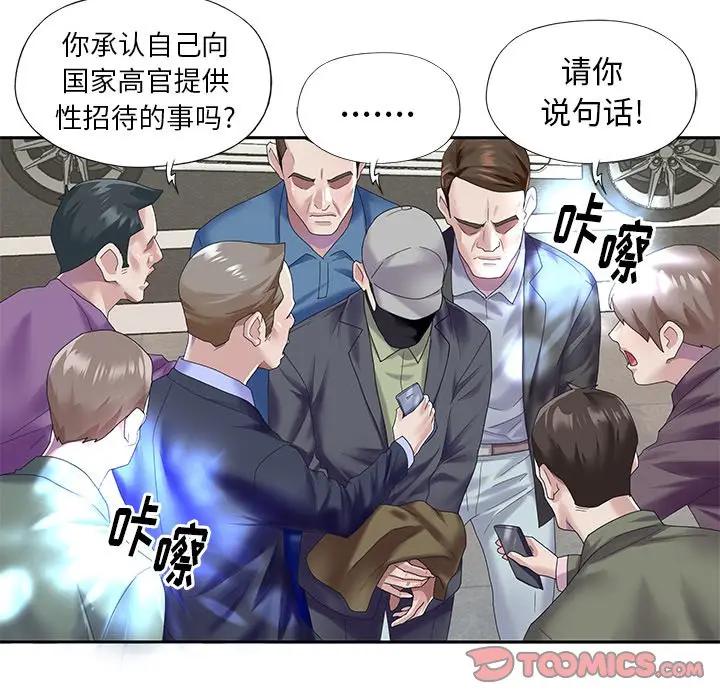 你承认自己向
国家高官提供
性招待的事吗?
.......
请你
说句话!
咔嚓
咔嚓
TOOMICS.com